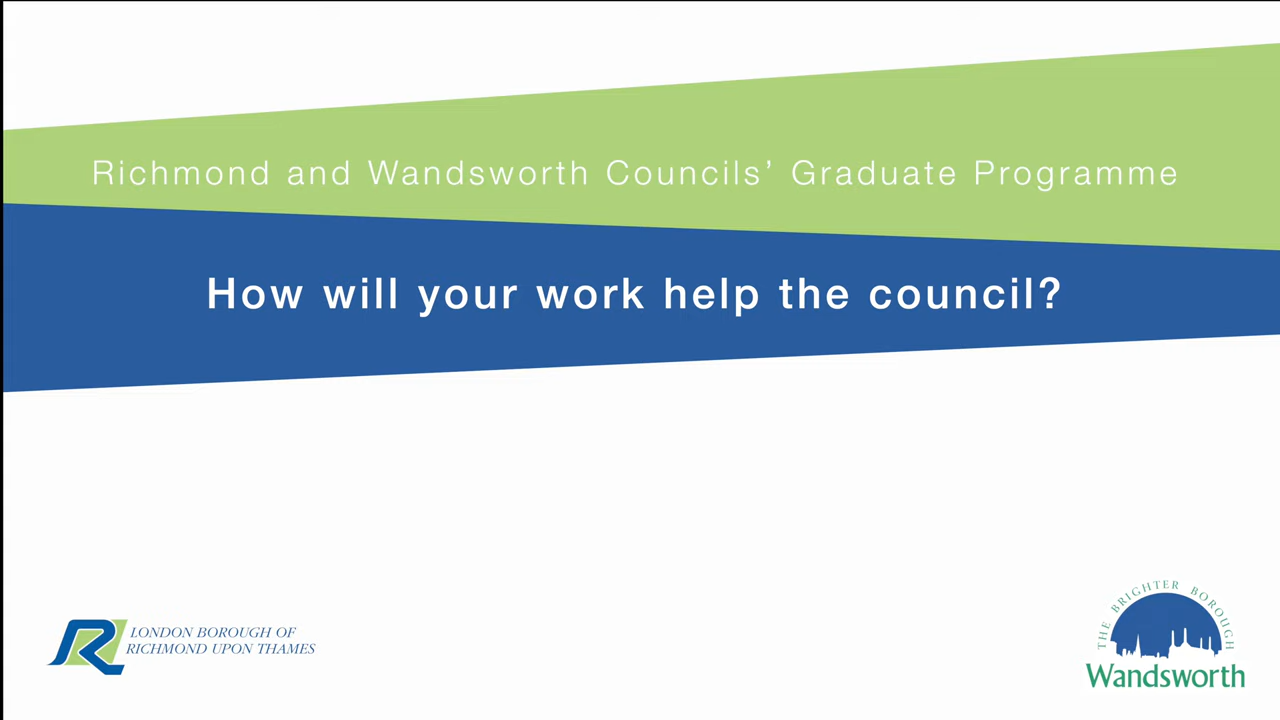 Richmond and Wandsworth Councils’ Graduate Programme
How will your work help the council?
LONDON BOROUGH OF
RICHMOND UPON THAMES
THE BRIGHTER BOROUGH
Wandsworth